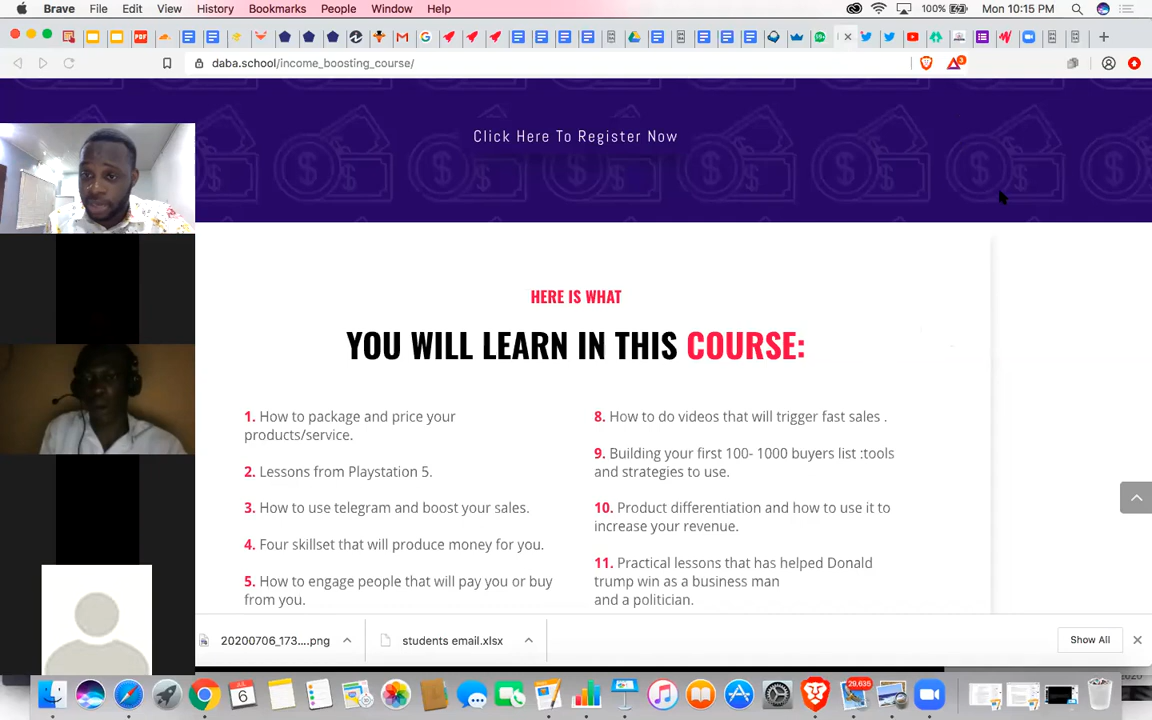 Brave File Edit View History Bookmarks People Window Help 100% Mon 10:15 PM
daba.school/income_boosting_course/
Click Here To Register Now
HERE IS WHAT
YOU WILL LEARN IN THIS COURSE:
1. How to package and price your
products/service.
2. Lessons from Playstation 5.
3. How to use telegram and boost your sales.
4. Four skillset that will produce money for you.
5. How to engage people that will pay you or buy
from you.
8. How to do videos that will trigger fast sales .
9. Building your first 100- 1000 buyers list :tools
and strategies to use.
10. Product differentiation and how to use it to
increase your revenue.
11. Practical lessons that has helped Donald
trump win as a business man
and a politician.
20200706_173....png
students email.xlsx
Show All
6
29,635